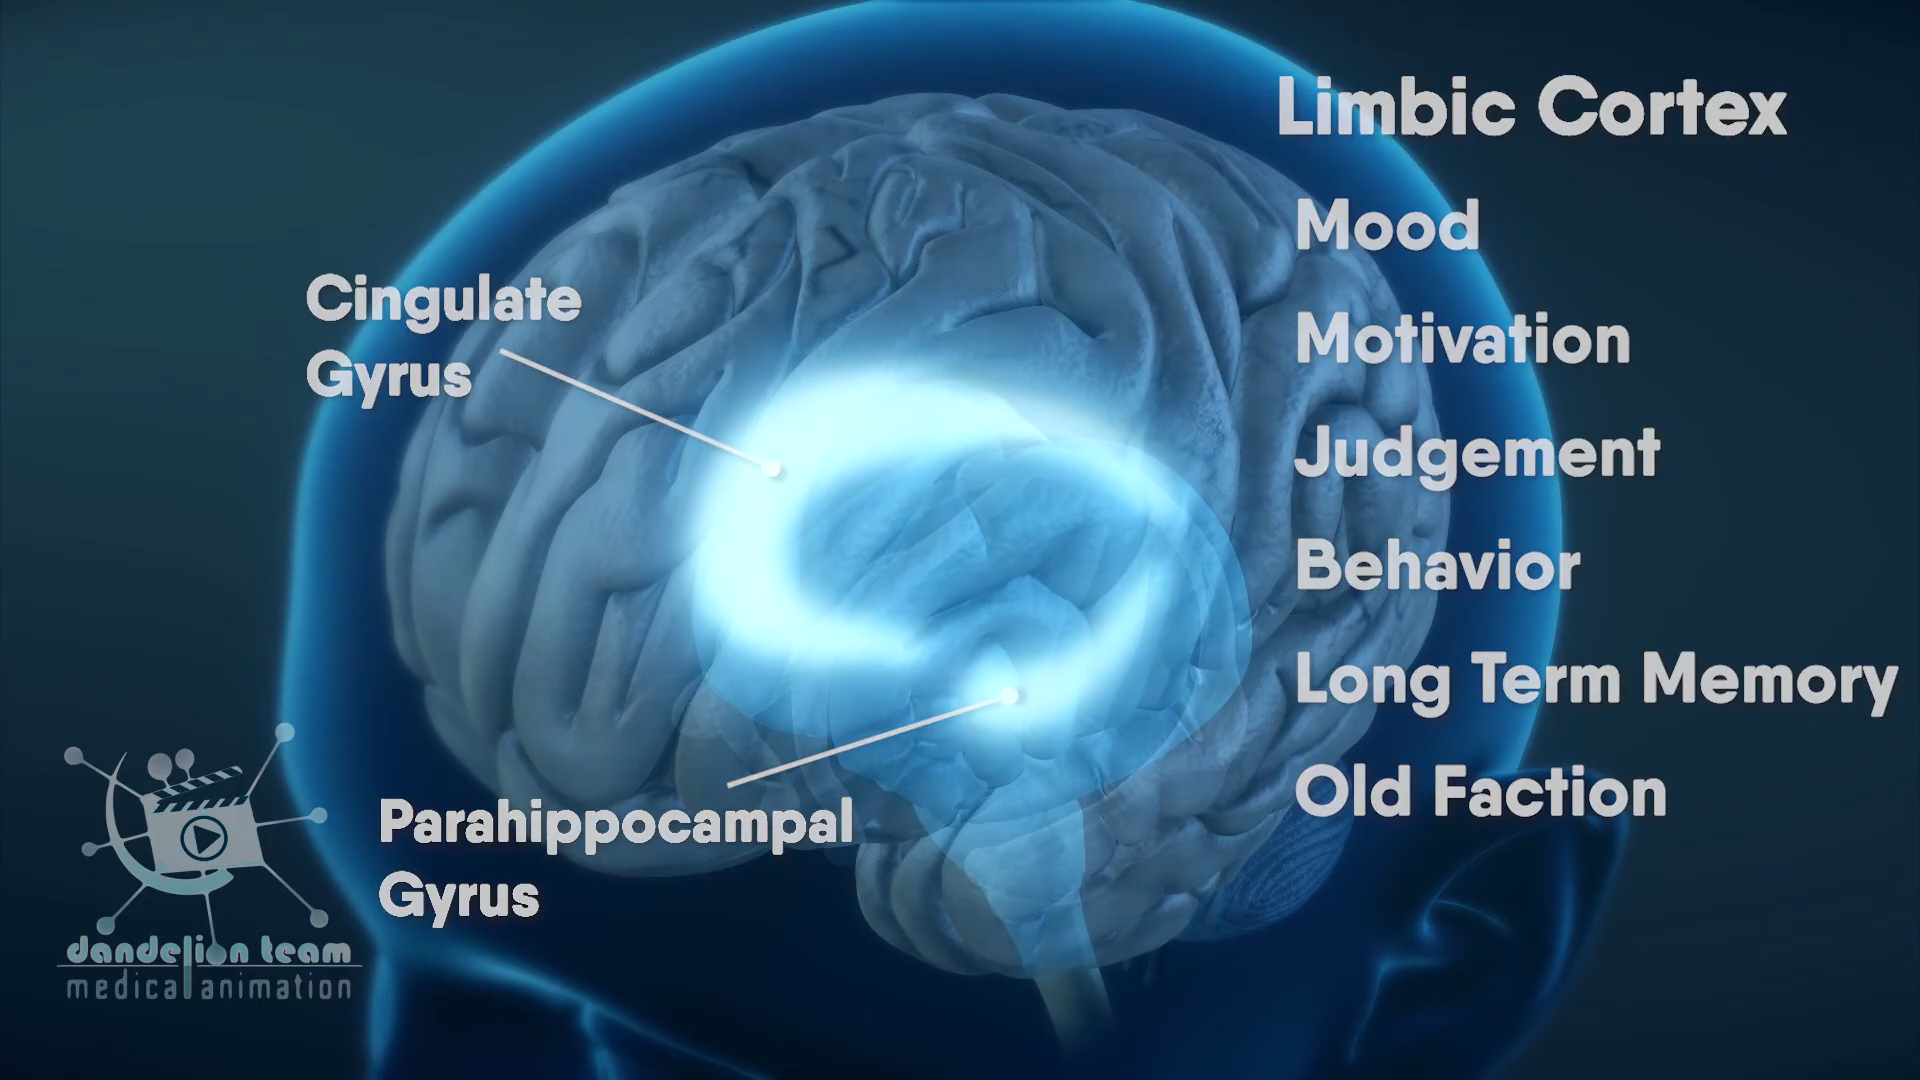 Limbic Cortex
Mood
Motivation
Judgement
Behavior
Long Term Memory
Old Faction
Cingulate
Gyrus
Parahippocampal
Gyrus
dandelion team
medical animation